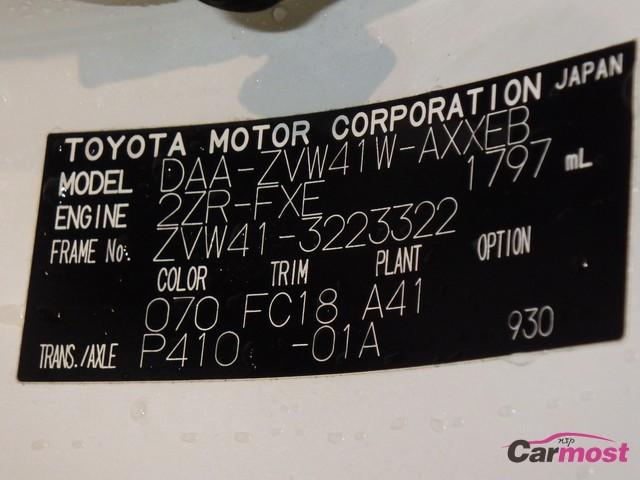 TOYOTA MOTOR CORPORATION JAPAN
MODEL DAA-ZVW41W-AXXEB
ENGINE 2ZR-FXE 1797 mL
FRAME No. ZVW41-3223322
COLOR TRIM PLANT OPTION
070 FC18 A41
TRANS./AXLE P410 -01A 930
nsp
Carmost